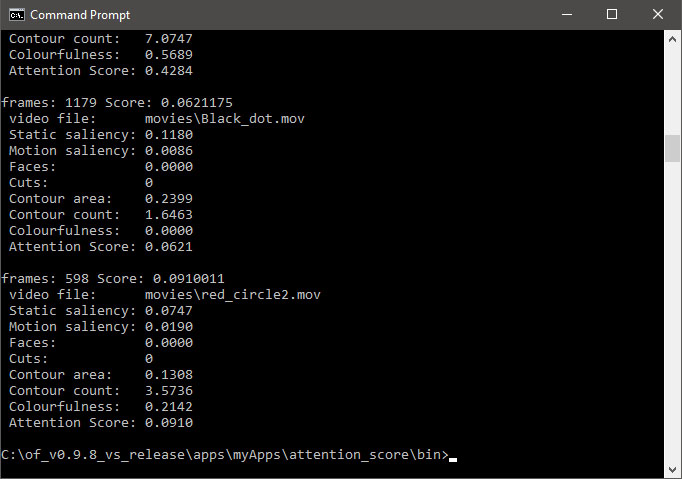 Command Prompt
Contour count:   7.0747
Colourfulness:   0.5689
Attention Score: 0.4284
frames: 1179 Score: 0.0621175
video file:      movies\Black_dot.mov
Static saliency: 0.1180
Motion saliency: 0.0086
Faces:           0.0000
Cuts:            0
Contour area:    0.2399
Contour count:   1.6463
Colourfulness:   0.0000
Attention Score: 0.0621
frames: 598 Score: 0.0910011
video file:      movies\red_circle2.mov
Static saliency: 0.0747
Motion saliency: 0.0190
Faces:           0.0000
Cuts:            0
Contour area:    0.1308
Contour count:   3.5736
Colourfulness:   0.2142
Attention Score: 0.0910
C:\of_v0.9.8_vs_release\apps\myApps\attention_score\bin>